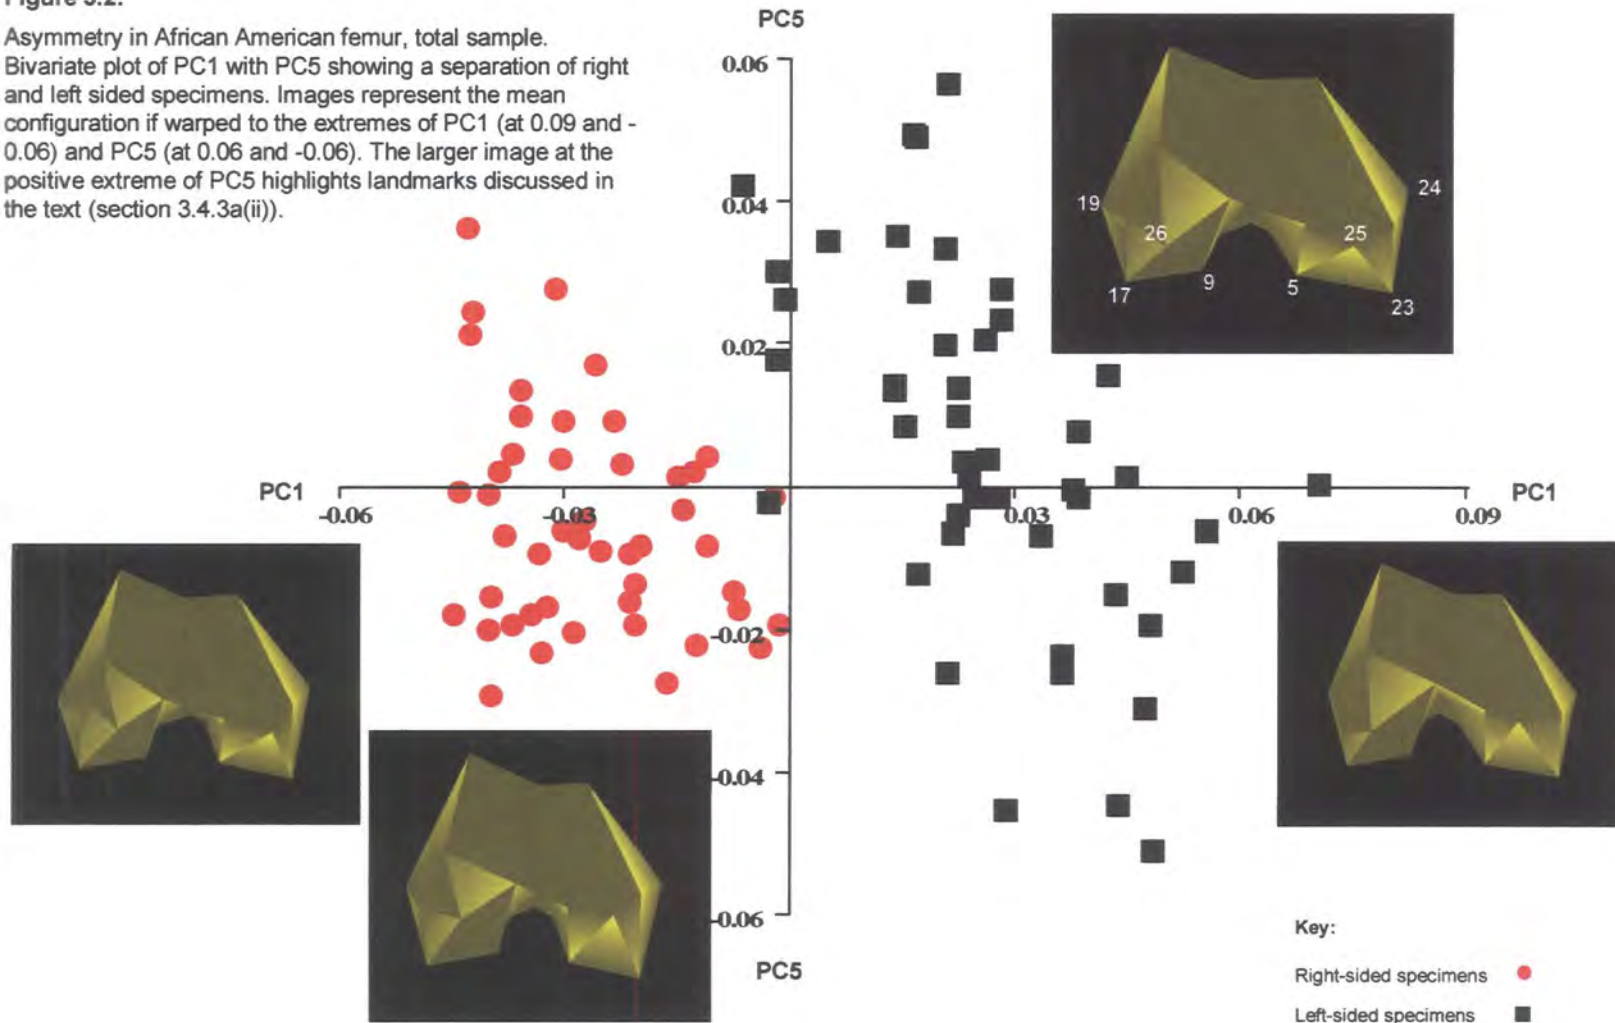 Figure 3.2:
Asymmetry in African American femur, total sample.
Bivariate plot of PC1 with PC5 showing a separation of right
and left sided specimens. Images represent the mean
configuration if warped to the extremes of PC1 (at 0.09 and -
0.06) and PC5 (at 0.06 and -0.06). The larger image at the
positive extreme of PC5 highlights landmarks discussed in
the text (section 3.4.3a(ii)).
PC5
0.06
0.04
0.02
24
19
26
25
17
9
5
23
PC1
-0.06
-0.03
0.03
0.06
0.09
PC1
-0.02
-0.04
-0.06
PC5
Key:
Right-sided specimens
Left-sided specimens